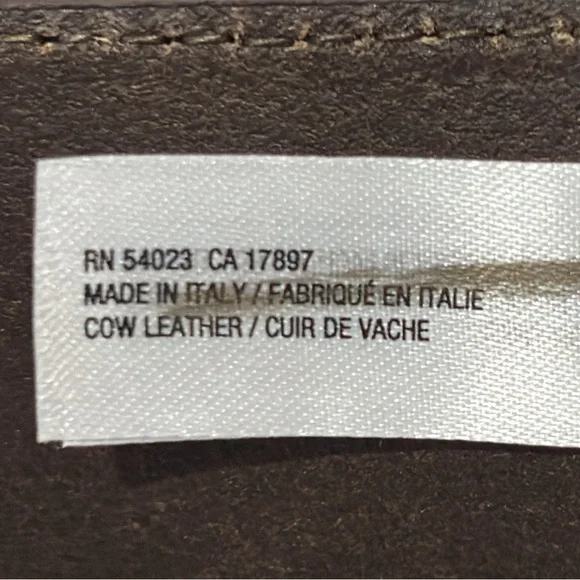 RN 54023 CA 17897
MADE IN ITALY / FABRIQUÉ EN ITALIE
COW LEATHER / CUIR DE VACHE